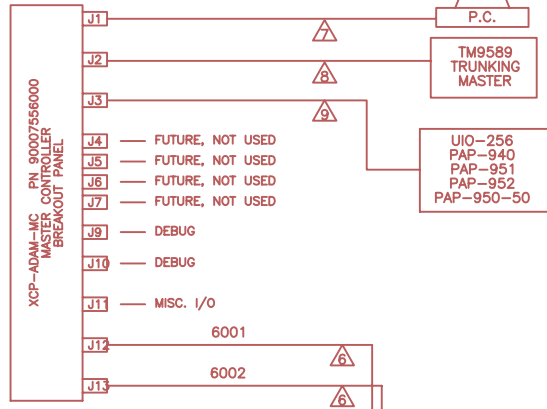 XCP-ADAM-MC PN 90007556000
MASTER CONTROLLER
BREAKOUT PANEL
J1
7
P.C.
J2
8
TM9589
TRUNKING
MASTER
J3
9
UIO-256
PAP-940
PAP-951
PAP-952
PAP-950-50
J4 FUTURE, NOT USED
J5 FUTURE, NOT USED
J6 FUTURE, NOT USED
J7 FUTURE, NOT USED
J9 DEBUG
J10 DEBUG
J11 MISC. I/O
J12 6001
6
J13 6002
6